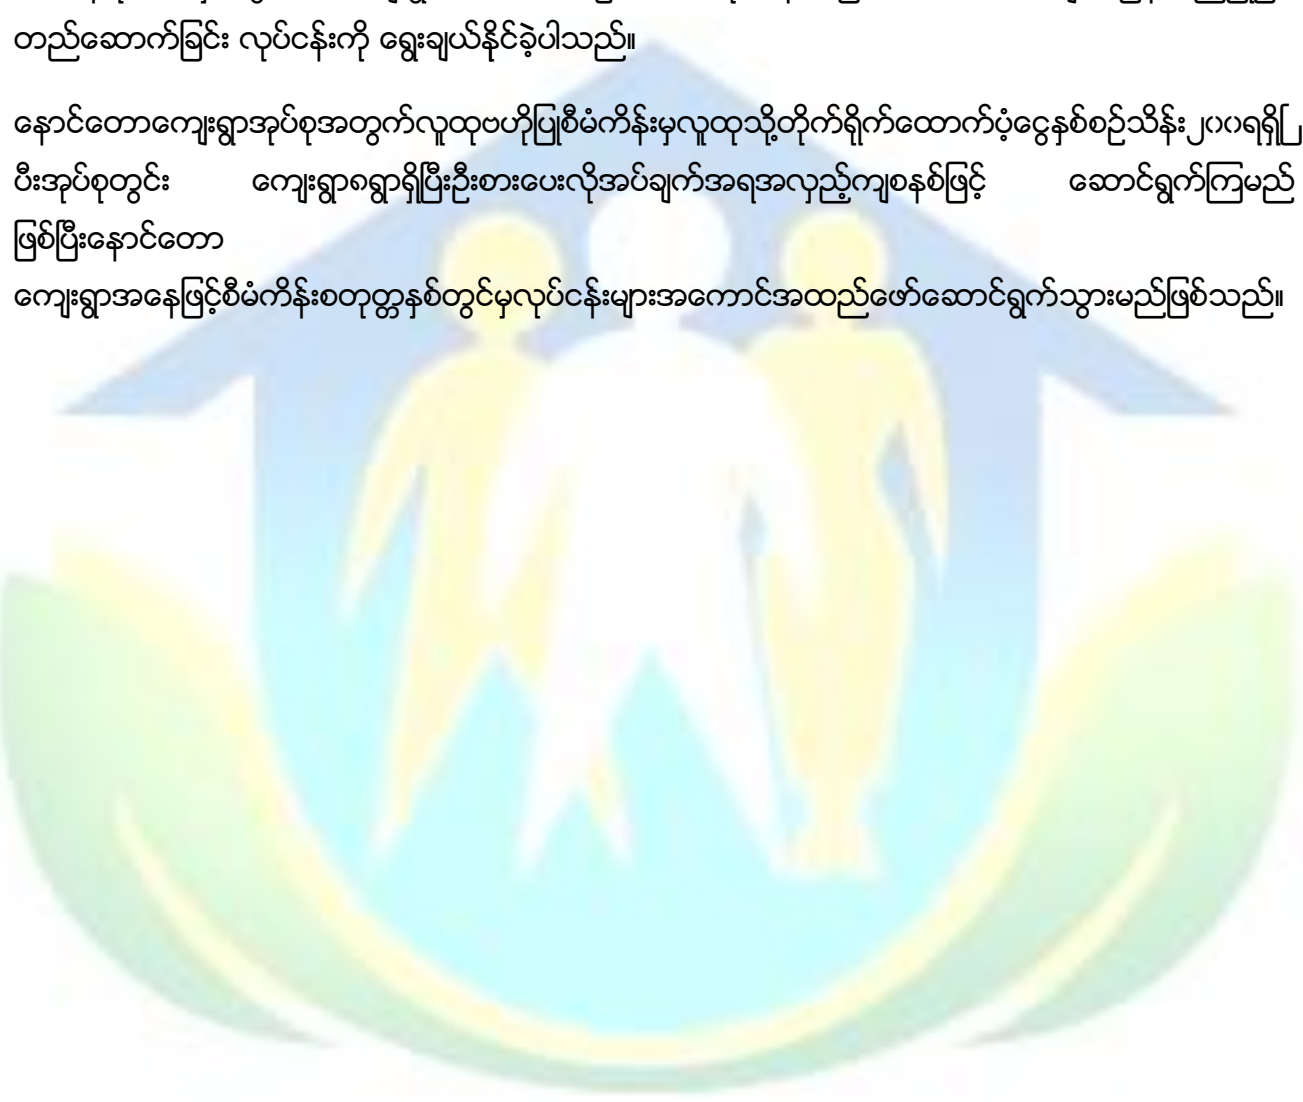 တည်ဆောက်ခြင်း လုပ်ငန်းကို ရွေးချယ်နိုင်ခဲ့ပါသည်။
နောင်တောကျေးရွာအုပ်စုအတွက်လူထုဗဟိုပြုစီမံကိန်းမှလူထုသို့တိုက်ရိုက်ထောက်ပံ့ငွေနှစ်စဉ်သိန်း၂၀၀ရရှိပြ
ီးအုပ်စုတွင်း ကျေးရွာ၈ရွာရှိပြီးဦးစားပေးလိုအပ်ချက်အရအလှည့်ကျစနစ်ဖြင့် ဆောင်ရွက်ကြမည်
ဖြစ်ပြီးနောင်တော
ကျေးရွာအနေဖြင့်စီမံကိန်းစတုတ္တနှစ်တွင်မှလုပ်ငန်းများအကောင်အထည်ဖော်ဆောင်ရွက်သွားမည်ဖြစ်သည်။